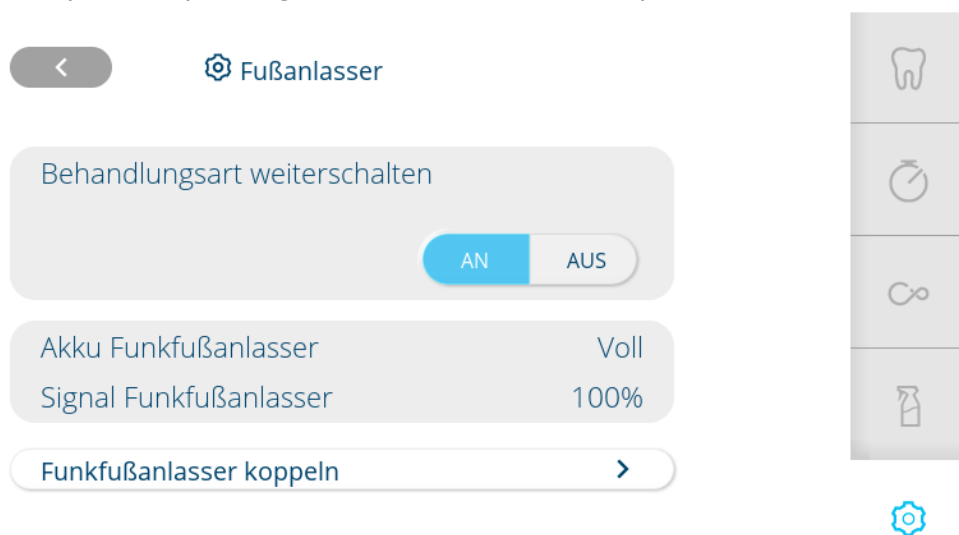 Fußanlasser
Behandlungsart weiterschalten
AN AUS
Akku Funkfußanlasser Voll
Signal Funkfußanlasser 100%
Funkfußanlasser koppeln